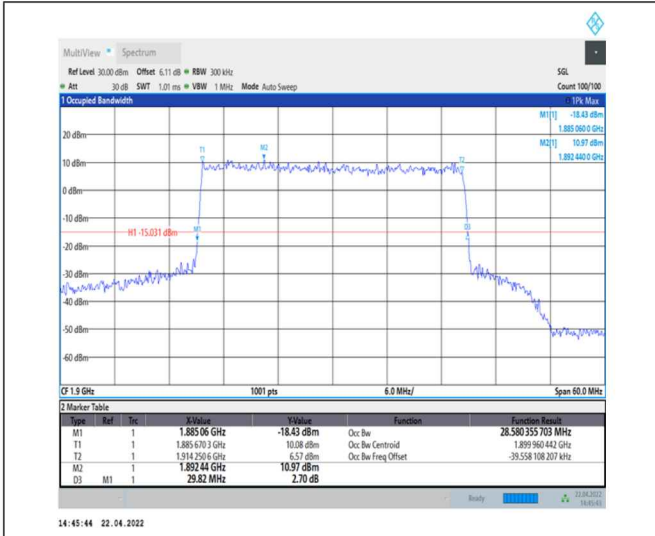 MultiView Spectrum
Ref Level 30.00 dBm Offset 6.11 dB RBW 300 kHz SGL
Att 30 dB SWT 1.01 ms VBW 1 MHz Mode Auto Sweep Count 100/100
1 Occupied Bandwidth 1Pk Max
M1[1] -18.43 dBm
1.885 060 0 GHz
M2[1] 10.97 dBm
1.892 440 0 GHz
20 dBm
T1 M2 T2
10 dBm
0 dBm
-10 dBm
H1 -15.031 dBm M1 D3
-20 dBm
-30 dBm
-40 dBm
-50 dBm
-60 dBm
CF 1.9 GHz 1001 pts 6.0 MHz/ Span 60.0 MHz
2 Marker Table
Type Ref Trc X-Value Y-Value Function Function Result
M1 1 1.885 06 GHz -18.43 dBm Occ Bw 28.580 355 703 MHz
T1 1 1.885 670 3 GHz 10.08 dBm Occ Bw Centroid 1.899 960 442 GHz
T2 1 1.914 250 6 GHz 6.57 dBm Occ Bw Freq Offset -39.558 108 207 kHz
M2 1 1.892 44 GHz 10.97 dBm
D3 M1 1 29.82 MHz 2.70 dB
Ready 22.04.2022
14:45:43
14:45:44 22.04.2022